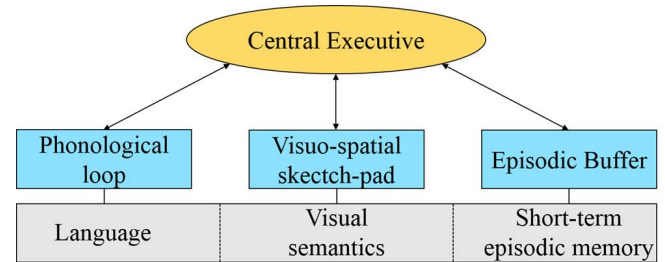 Central Executive
Phonological
loop
Visuo-spatial
skectch-pad
Episodic Buffer
Language
Visual
semantics
Short-term
episodic memory